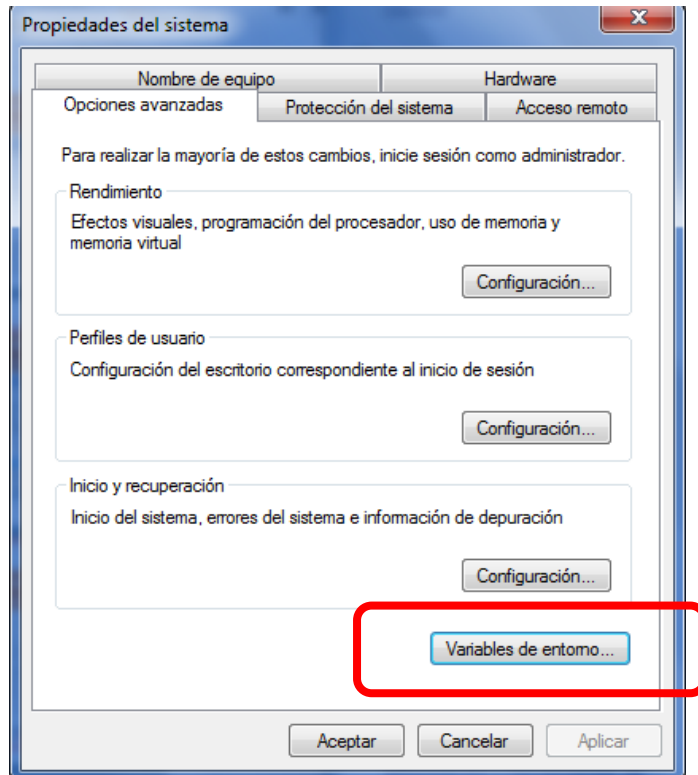 Propiedades del sistema
Nombre de equipo
Hardware
Opciones avanzadas
Protección del sistema
Acceso remoto
Para realizar la mayoría de estos cambios, inicie sesión como administrador.
Rendimiento
Efectos visuales, programación del procesador, uso de memoria y
memoria virtual
Configuración...
Perfiles de usuario
Configuración del escritorio correspondiente al inicio de sesión
Configuración...
Inicio y recuperación
Inicio del sistema, errores del sistema e información de depuración
Configuración...
Variables de entorno...
Aceptar
Cancelar
Aplicar